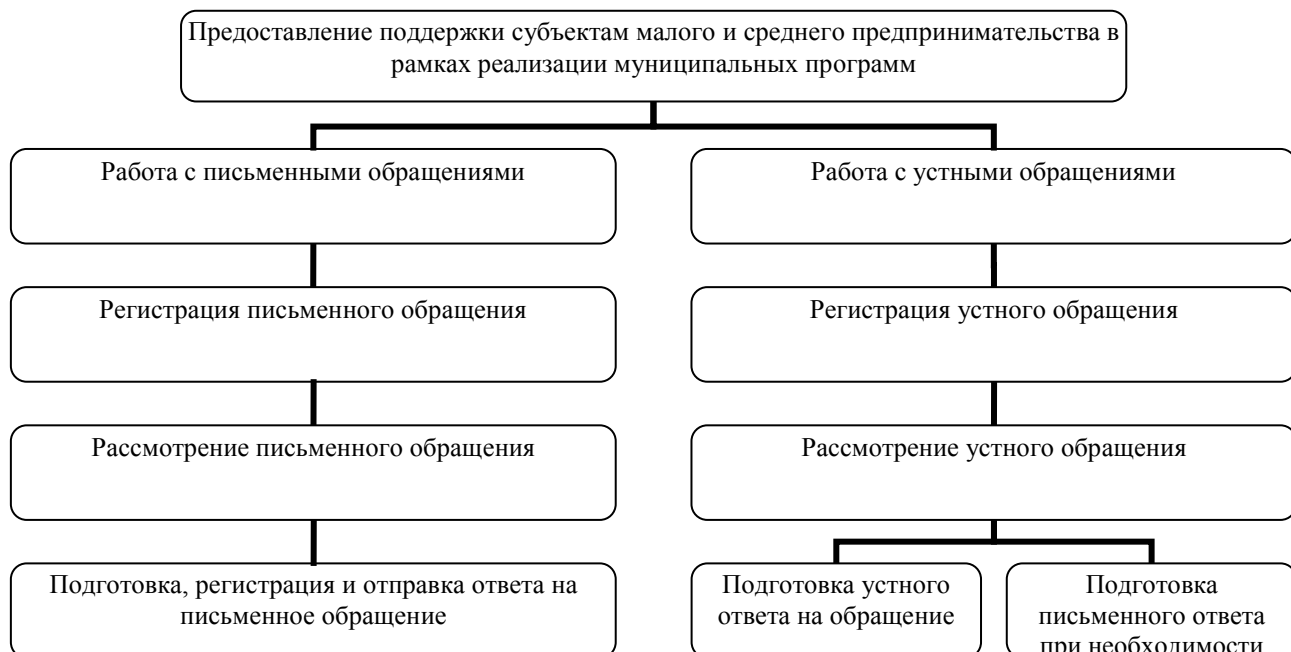 Предоставление поддержки субъектам малого и среднего предпринимательства в
рамках реализации муниципальных программ
Работа с письменными обращениями
Работа с устными обращениями
Регистрация письменного обращения
Регистрация устного обращения
Рассмотрение письменного обращения
Рассмотрение устного обращения
Подготовка, регистрация и отправка ответа на
письменное обращение
Подготовка устного
ответа на обращение
Подготовка
письменного ответа
при необходимости